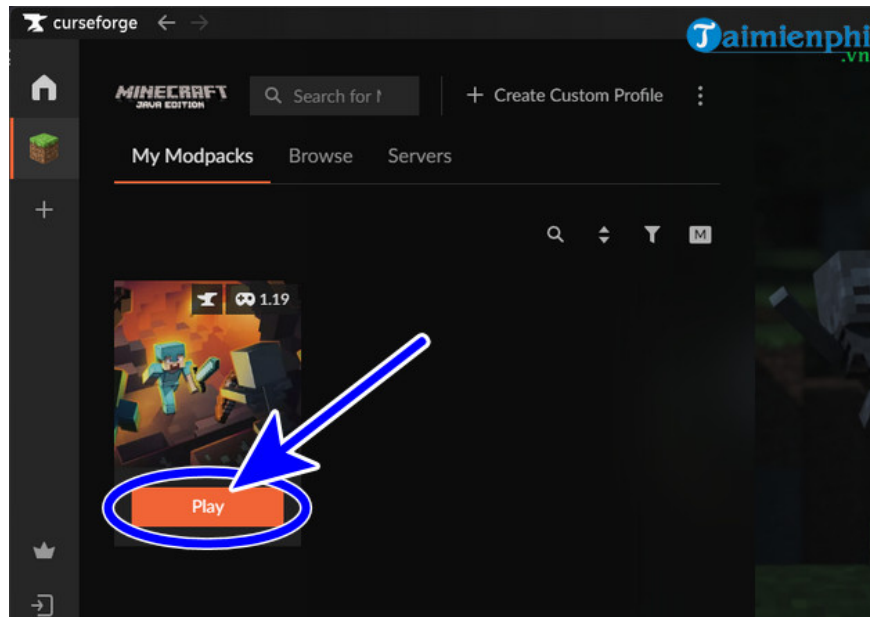 curseforge
Taimienphi
.vn
MINECRAFT
JAVA EDITION
Search for
+ Create Custom Profile
My Modpacks
Browse
Servers
M
1.19
Play